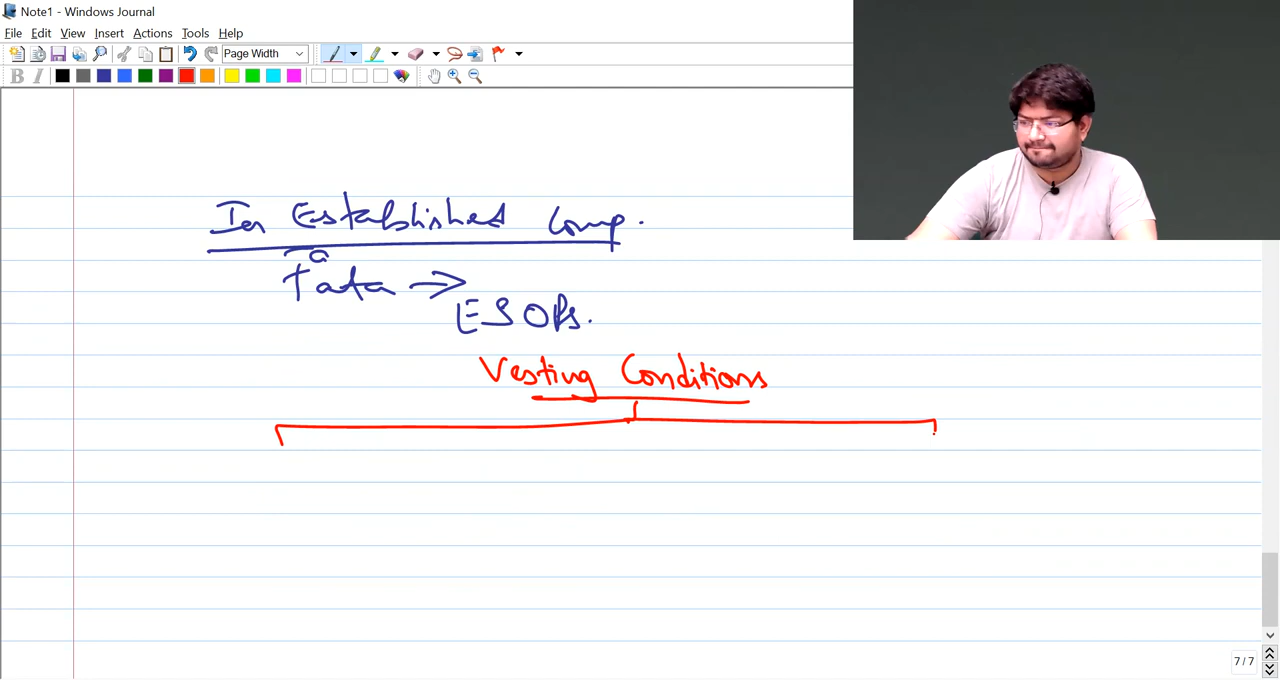 Note1 - Windows Journal
File Edit View Insert Actions Tools Help
Page Width
B I
In Established Comp.
Tata ⇒
ESOPs.
Vesting Conditions
7 / 7